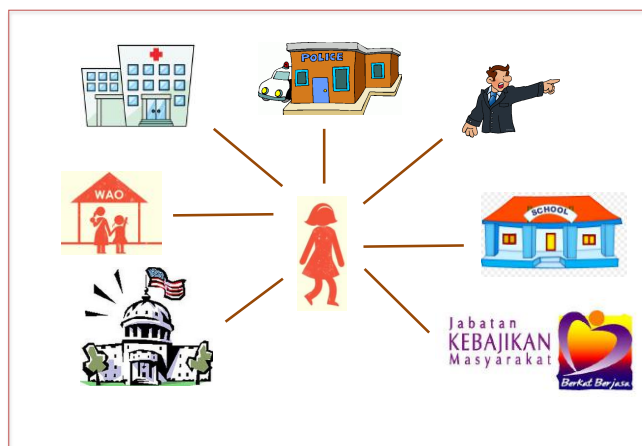 POLICE
WAO
SCHOOL
Jabatan
KEBAJIKAN
Masyarakat
Berkat Berjasa